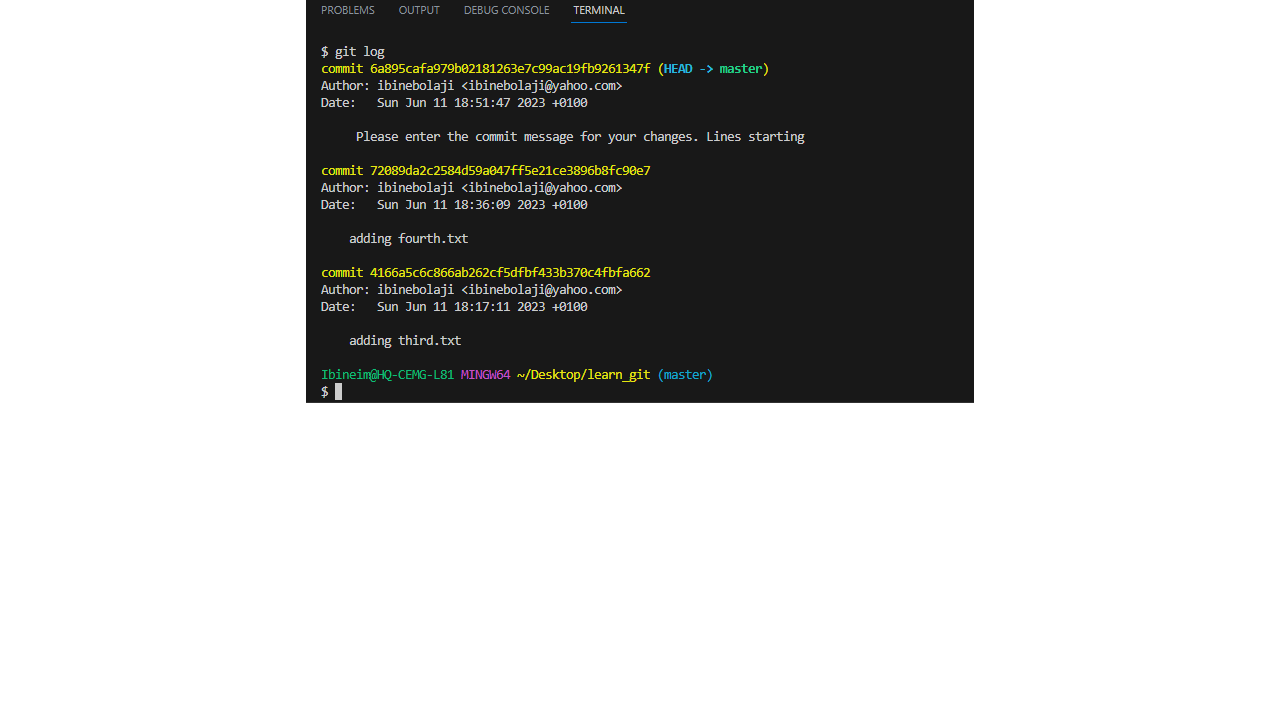 PROBLEMS OUTPUT DEBUG CONSOLE TERMINAL
$ git log
commit 6a895cafa979b02181263e7c99ac19fb9261347f (HEAD -> master)
Author: ibinebolaji <ibinebolaji@yahoo.com>
Date:   Sun Jun 11 18:51:47 2023 +0100
Please enter the commit message for your changes. Lines starting
commit 72089da2c2584d59a047ff5e21ce3896b8fc90e7
Author: ibinebolaji <ibinebolaji@yahoo.com>
Date:   Sun Jun 11 18:36:09 2023 +0100
adding fourth.txt
commit 4166a5c6c866ab262cf5dfbf433b370c4fbfa662
Author: ibinebolaji <ibinebolaji@yahoo.com>
Date:   Sun Jun 11 18:17:11 2023 +0100
adding third.txt
Ibineim@HQ-CEMG-L81 MINGW64 ~/Desktop/learn_git (master)
$